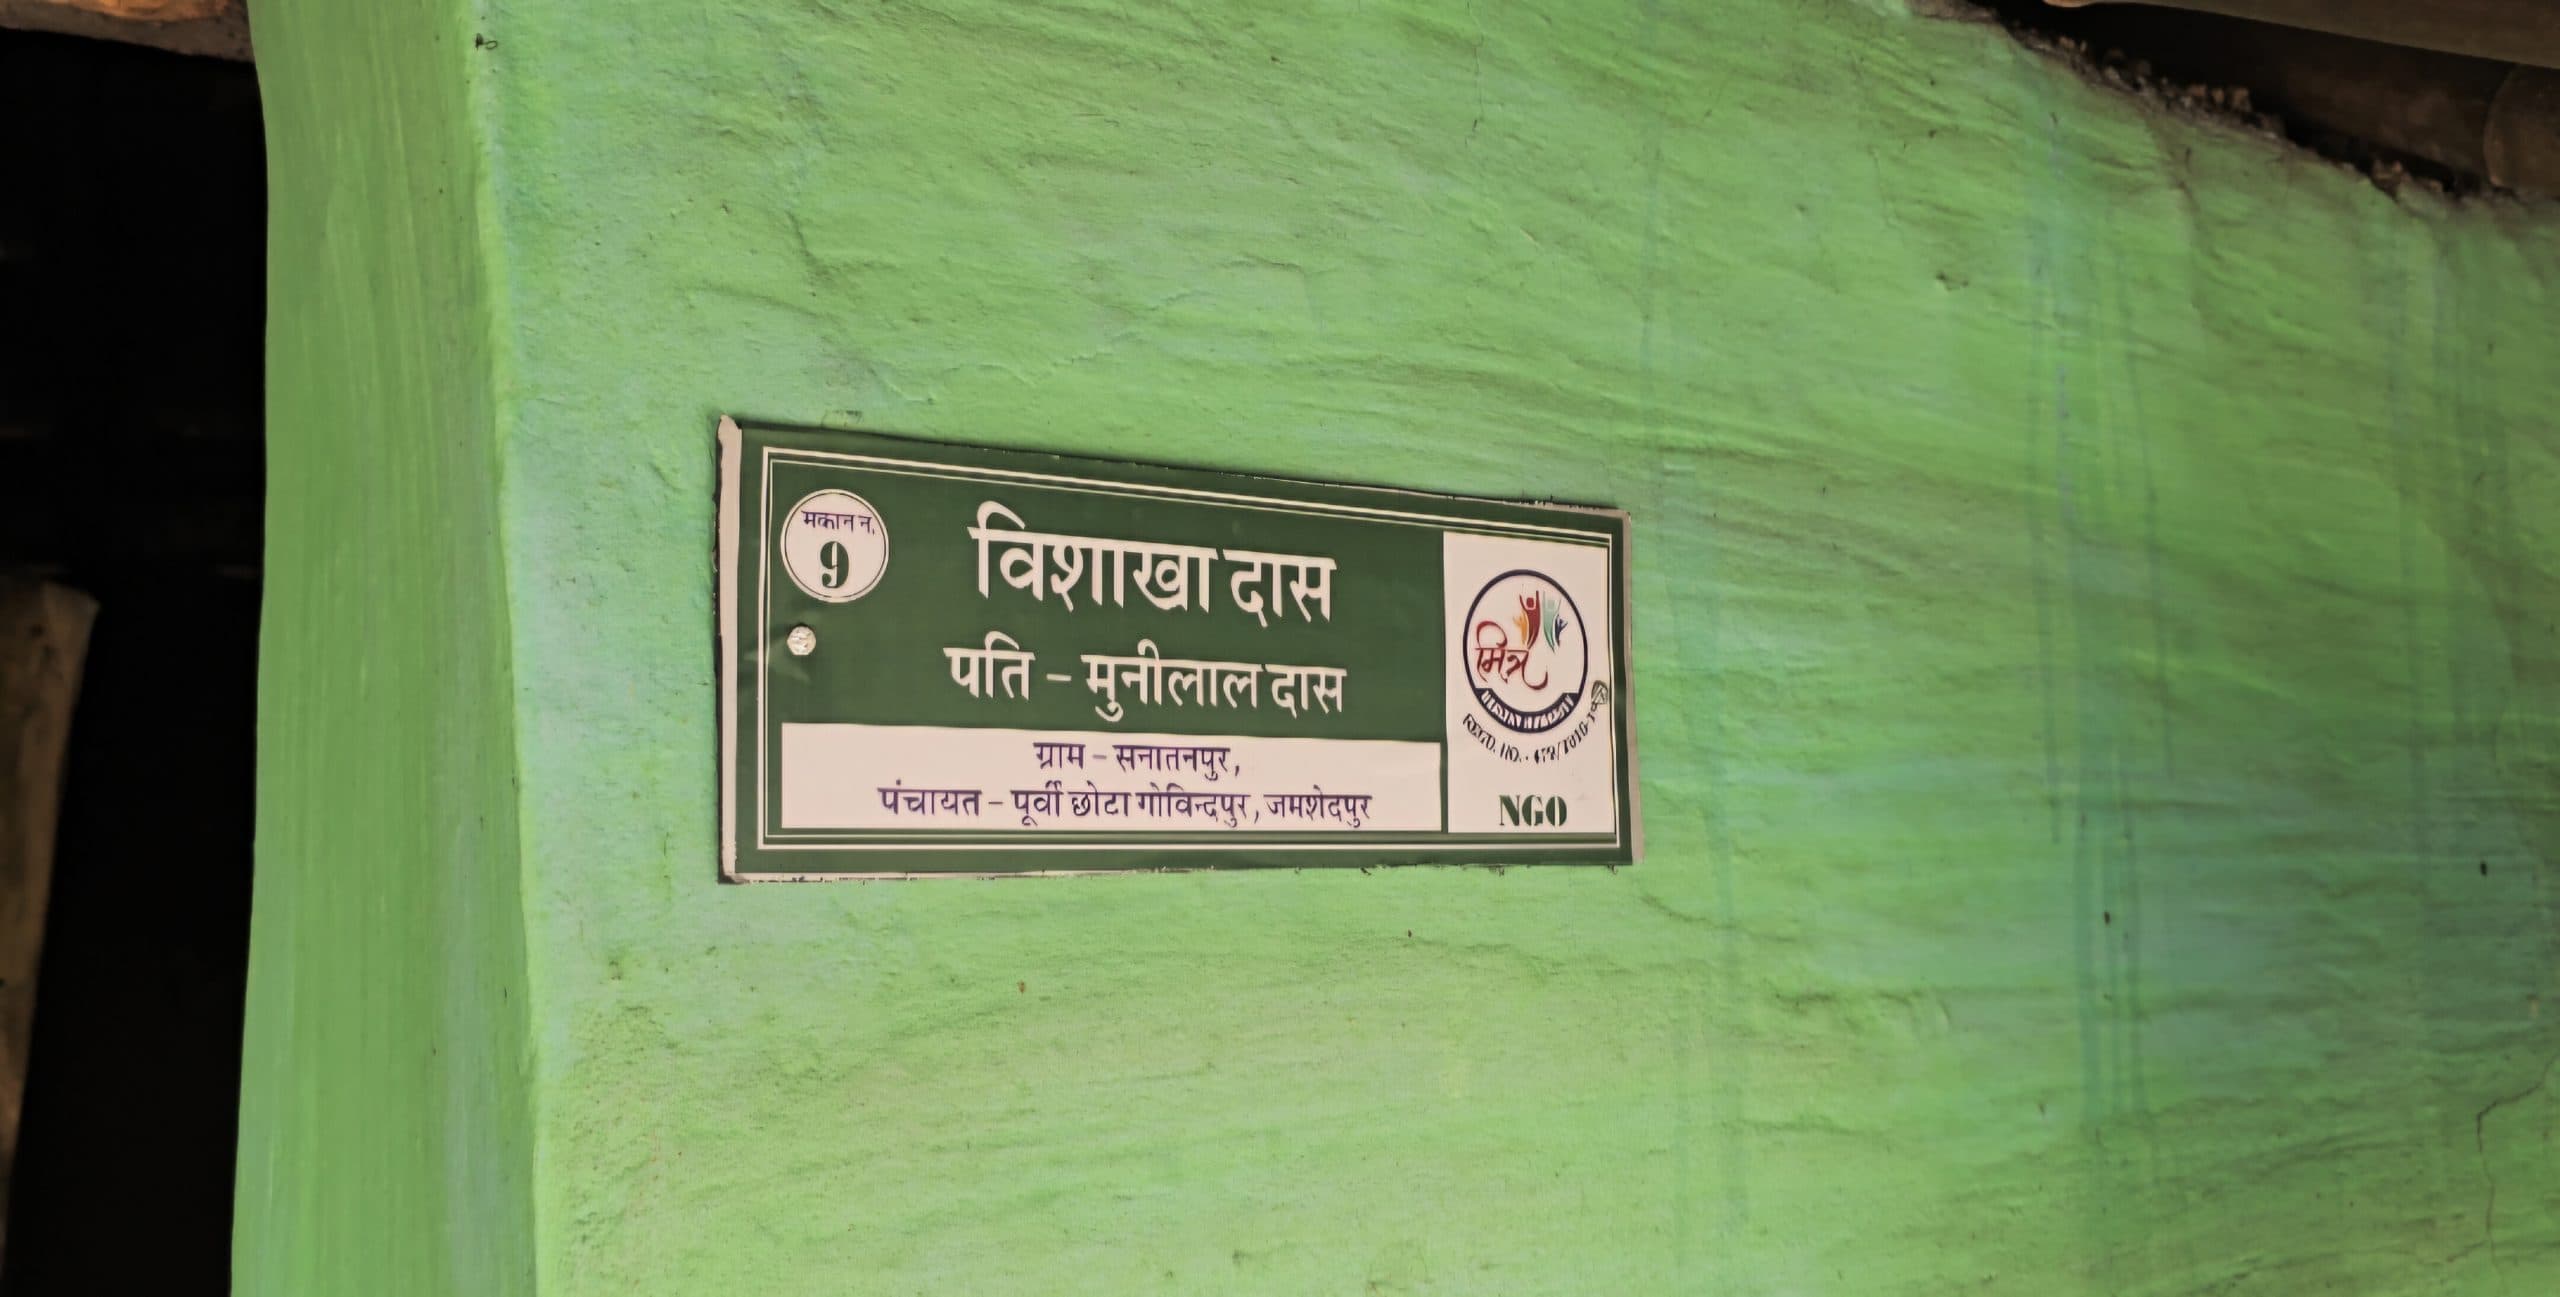 मकान न.
9
विशाखा दास
पति - मुनीलाल दास
ग्राम - सनातनपुर,
पंचायत - पूर्वी छोटा गोविन्दपुर, जमशेदपुर
मित्र
NGO